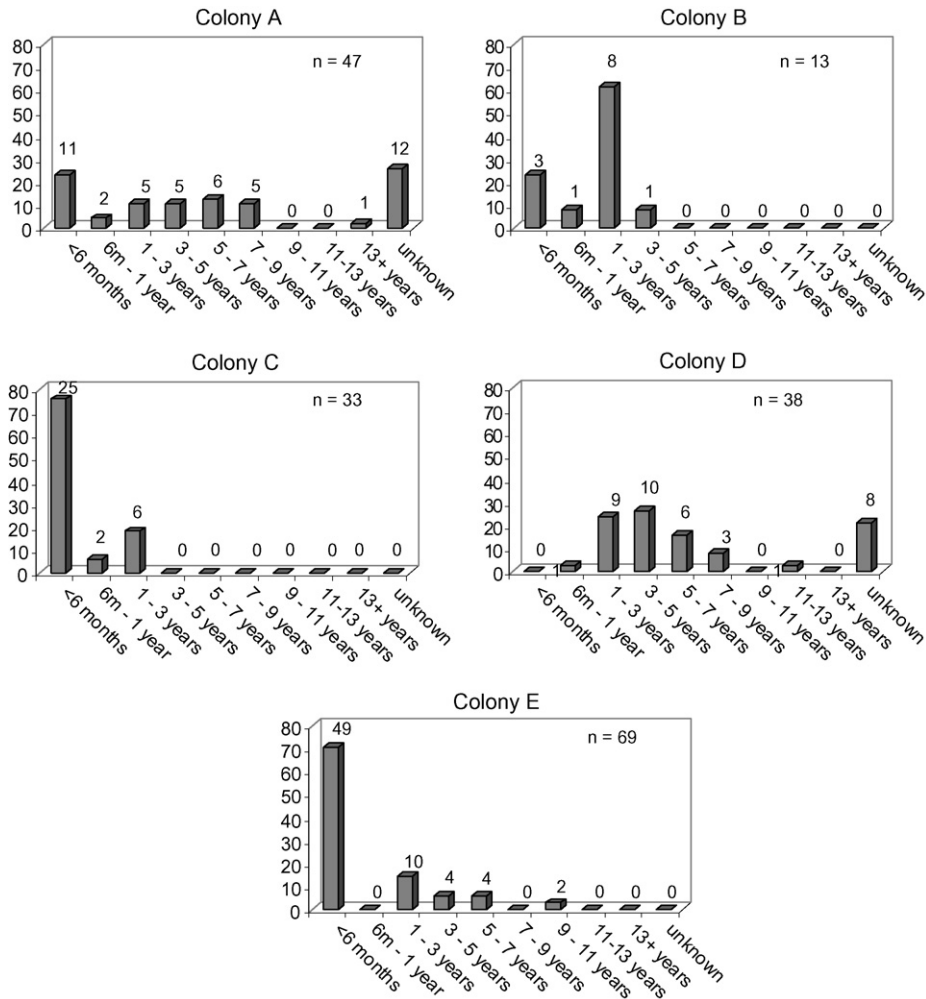 Colony A
n = 47
80
70
60
50
40
30
20
10
0
11
2
5
5
6
5
0
0
1
12
<6 months
6m - 1 year
1 - 3 years
3 - 5 years
5 - 7 years
7 - 9 years
9 - 11 years
11-13 years
13+ years
unknown
Colony B
n = 13
80
70
60
50
40
30
20
10
0
3
1
8
1
0
0
0
0
0
0
<6 months
6m - 1 year
1 - 3 years
3 - 5 years
5 - 7 years
7 - 9 years
9 - 11 years
11-13 years
13+ years
unknown
Colony C
n = 33
80
70
60
50
40
30
20
10
0
25
2
6
0
0
0
0
0
0
0
<6 months
6m - 1 year
1 - 3 years
3 - 5 years
5 - 7 years
7 - 9 years
9 - 11 years
11-13 years
13+ years
unknown
Colony D
n = 38
80
70
60
50
40
30
20
10
0
0
1
9
10
6
3
0
1
0
8
<6 months
6m - 1 year
1 - 3 years
3 - 5 years
5 - 7 years
7 - 9 years
9 - 11 years
11-13 years
13+ years
unknown
Colony E
n = 69
80
70
60
50
40
30
20
10
0
49
0
10
4
4
0
2
0
0
0
<6 months
6m - 1 year
1 - 3 years
3 - 5 years
5 - 7 years
7 - 9 years
9 - 11 years
11-13 years
13+ years
unknown